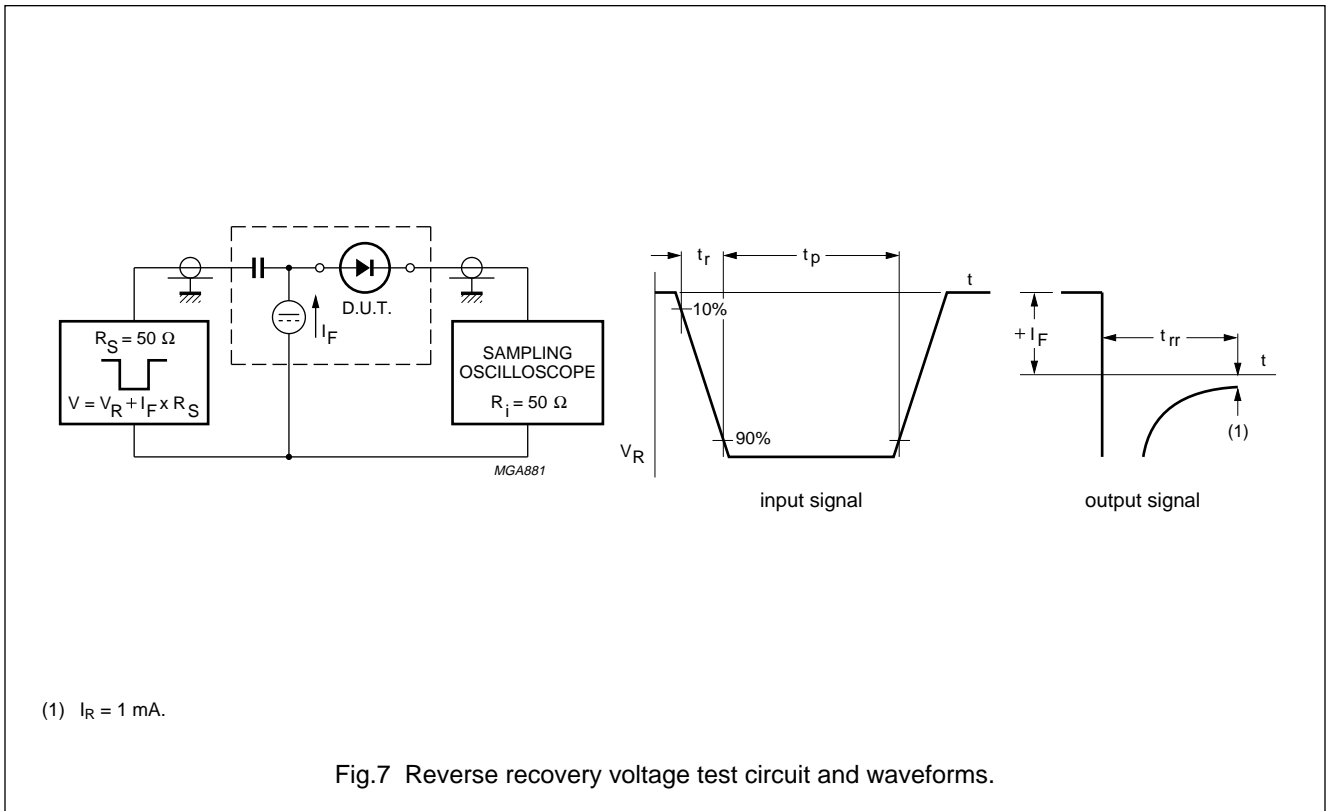 D.U.T.
I_F
R_S = 50 Ω
V = V_R + I_F x R_S
SAMPLING
OSCILLOSCOPE
R_i = 50 Ω
MGA881
t_r
t_p
t
10%
90%
V_R
input signal
+ I_F
t_rr
t
(1)
output signal
(1) I_R = 1 mA.
Fig.7 Reverse recovery voltage test circuit and waveforms.